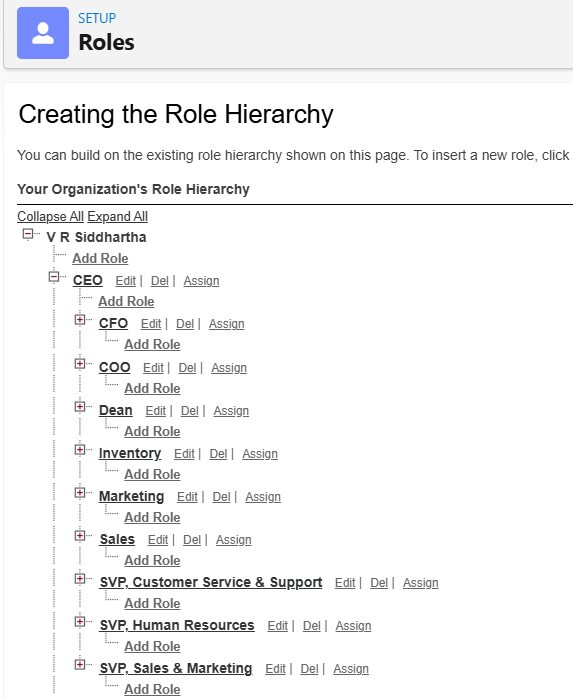 SETUP
Roles
Creating the Role Hierarchy
You can build on the existing role hierarchy shown on this page. To insert a new role, click
Your Organization's Role Hierarchy
Collapse All Expand All
V R Siddhartha
Add Role
CEO Edit | Del | Assign
Add Role
CFO Edit | Del | Assign
Add Role
COO Edit | Del | Assign
Add Role
Dean Edit | Del | Assign
Add Role
Inventory Edit | Del | Assign
Add Role
Marketing Edit | Del | Assign
Add Role
Sales Edit | Del | Assign
Add Role
SVP, Customer Service & Support Edit | Del | Assign
Add Role
SVP, Human Resources Edit | Del | Assign
Add Role
SVP, Sales & Marketing Edit | Del | Assign
Add Role